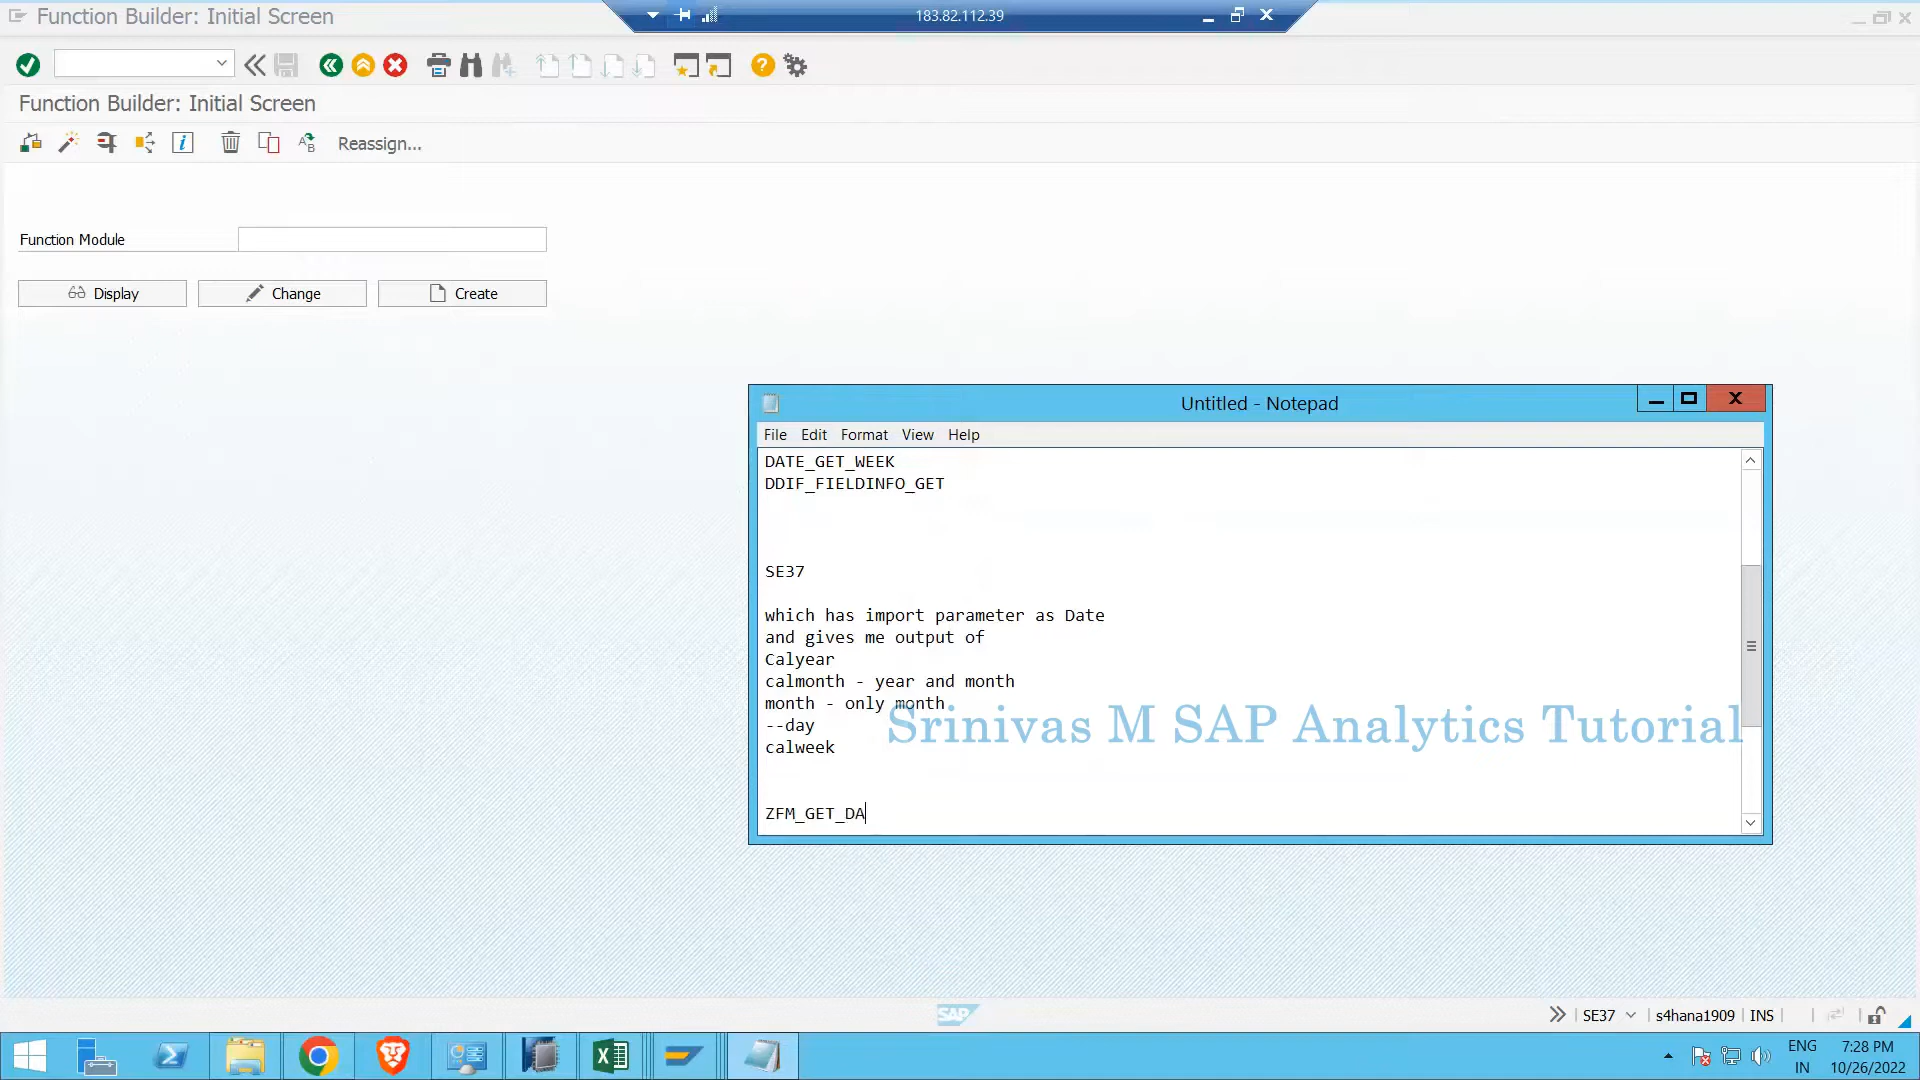 Function Builder: Initial Screen
183.82.112.39
Function Builder: Initial Screen
Reassign...
Function Module
Display
Change
Create
Untitled - Notepad
File Edit Format View Help
DATE_GET_WEEK
DDIF_FIELDINFO_GET
SE37
which has import parameter as Date
and gives me output of
Calyear
calmonth - year and month
month - only month
--day
calweek
Srinivas M SAP Analytics Tutorial
ZFM_GET_DA
SAP
SE37
s4hana1909
INS
ENG
IN
7:28 PM
10/26/2022